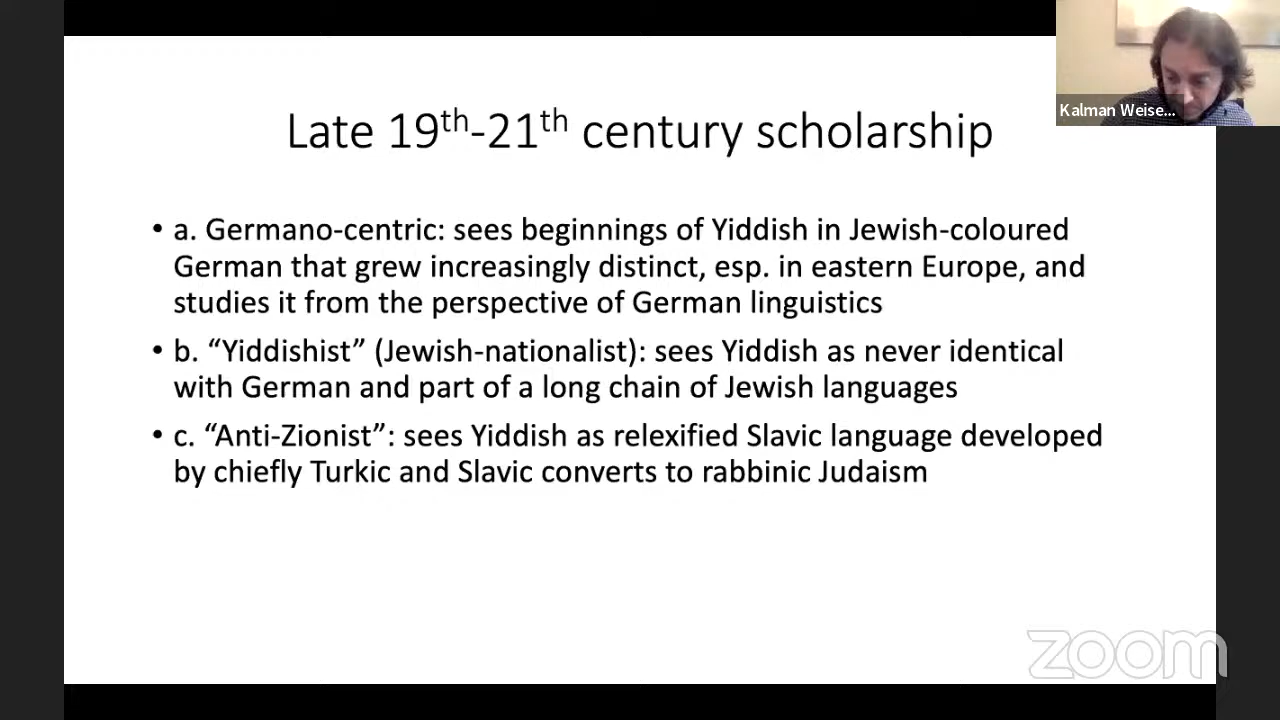 Kalman Weise...
Late 19th-21th century scholarship
• a. Germano-centric: sees beginnings of Yiddish in Jewish-coloured
German that grew increasingly distinct, esp. in eastern Europe, and
studies it from the perspective of German linguistics
• b. “Yiddishist” (Jewish-nationalist): sees Yiddish as never identical
with German and part of a long chain of Jewish languages
• c. “Anti-Zionist”: sees Yiddish as relexified Slavic language developed
by chiefly Turkic and Slavic converts to rabbinic Judaism
zoom